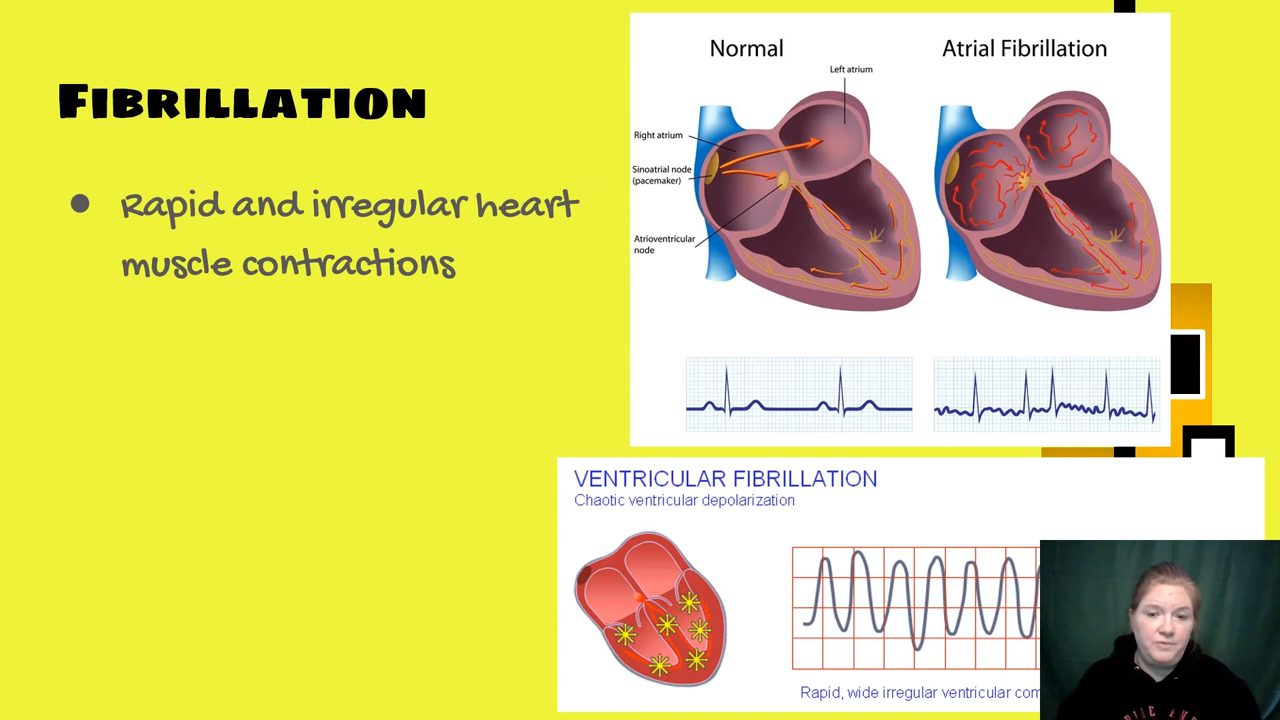 FIBRILLATION
Rapid and irregular heart
muscle contractions
Normal
Atrial Fibrillation
Left atrium
Right atrium
Sinoatrial node
(pacemaker)
Atrioventricular
node
VENTRICULAR FIBRILLATION
Chaotic ventricular depolarization
Rapid, wide irregular ventricular